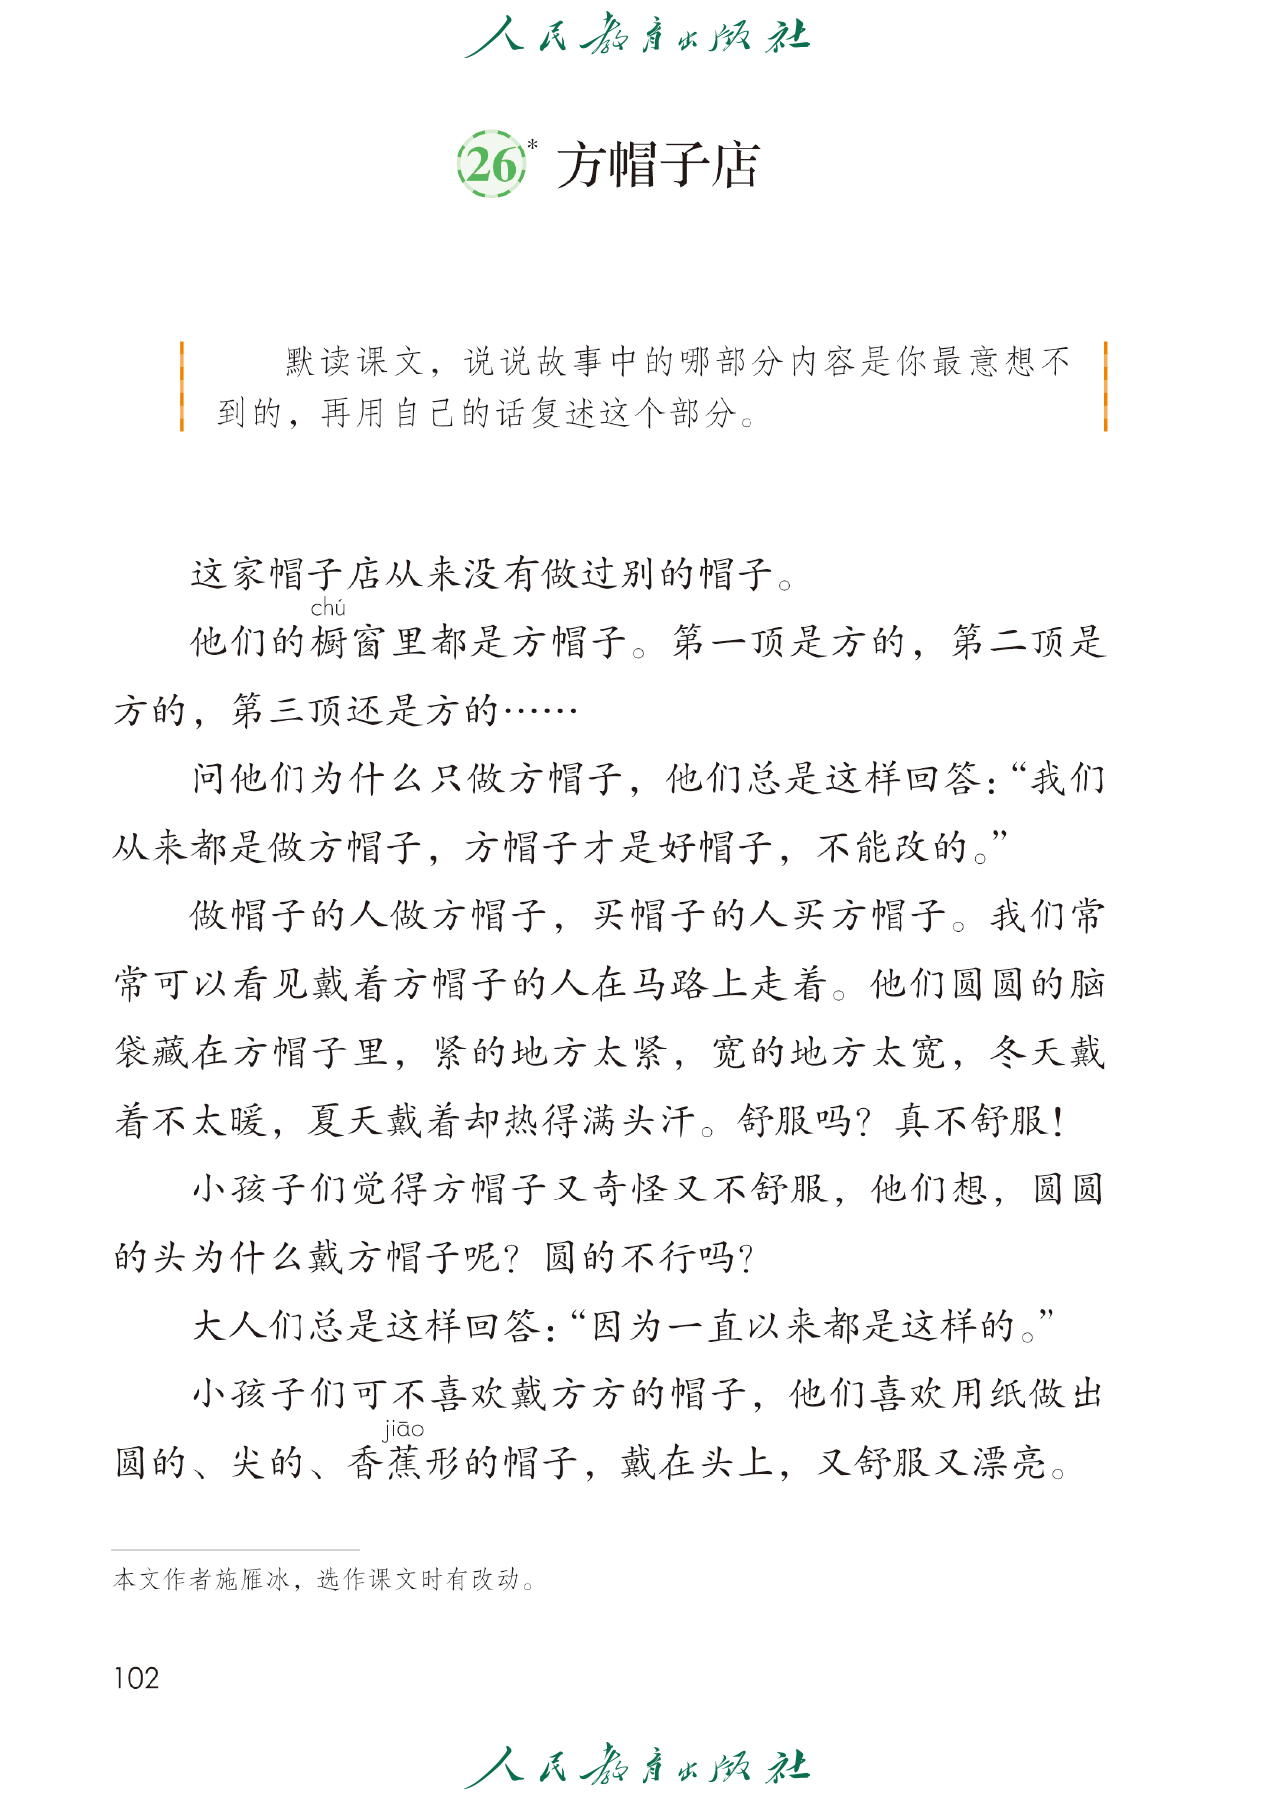 人民教育出版社
26* 方帽子店
默读课文，说说故事中的哪部分内容是你最意想不
到的，再用自己的话复述这个部分。
这家帽子店从来没有做过别的帽子。
chú
他们的橱窗里都是方帽子。第一顶是方的，第二顶是
方的，第三顶还是方的……
问他们为什么只做方帽子，他们总是这样回答：“我们
从来都是做方帽子，方帽子才是好帽子，不能改的。”
做帽子的人做方帽子，买帽子的人买方帽子。我们常
常可以看见戴着方帽子的人在马路上走着。他们圆圆的脑
袋藏在方帽子里，紧的地方太紧，宽的地方太宽，冬天戴
着不太暖，夏天戴着却热得满头汗。舒服吗？真不舒服！
小孩子们觉得方帽子又奇怪又不舒服，他们想，圆圆
的头为什么戴方帽子呢？圆的不行吗？
大人们总是这样回答：“因为一直以来都是这样的。”
小孩子们可不喜欢戴方方的帽子，他们喜欢用纸做出
jiāo
圆的、尖的、香蕉形的帽子，戴在头上，又舒服又漂亮。
本文作者施雁冰，选作课文时有改动。
102
人民教育出版社